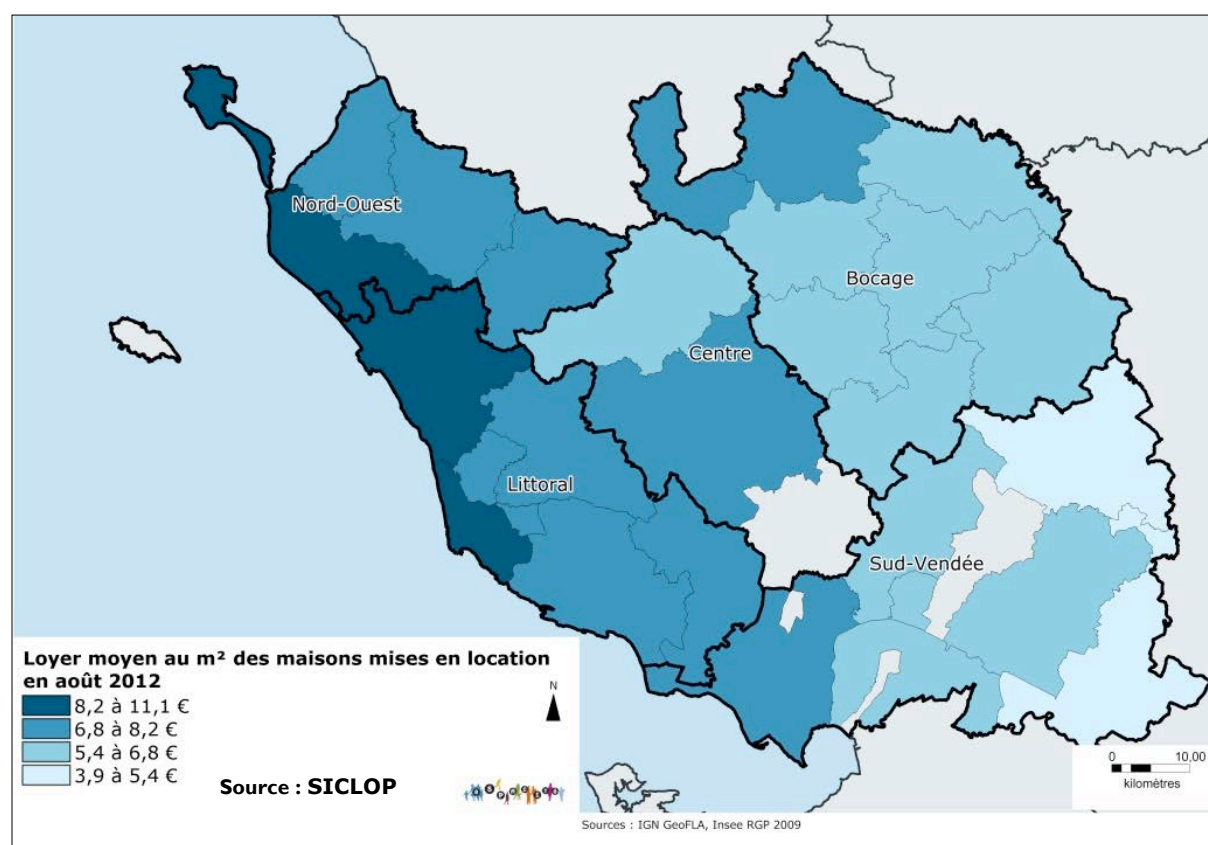 Nord-Ouest
Bocage
Centre
Littoral
Sud-Vendée
Loyer moyen au m² des maisons mises en location
en août 2012
N
8,2 à 11,1 €
6,8 à 8,2 €
5,4 à 6,8 €
3,9 à 5,4 €
Source : SICLOP
0 10,00
kilomètres
Sources : IGN GeoFLA, Insee RGP 2009